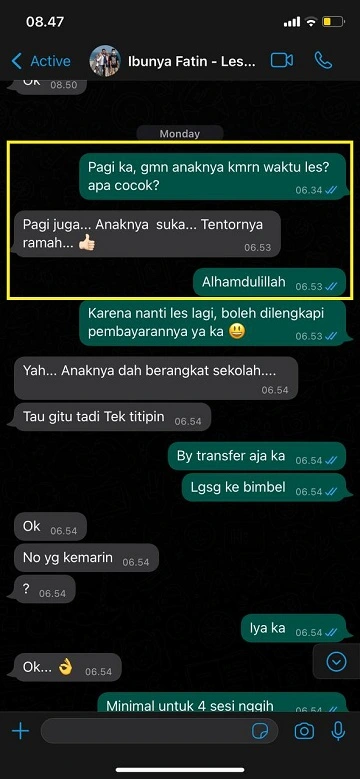 08.47
Active
Ibunya Fatin - Les...
Ok 08.50
Monday
Pagi ka, gmn anaknya kmrn waktu les?
apa cocok? 06.34
Pagi juga... Anaknya suka... Tentornya
ramah... 👍🏻 06.53
Alhamdulillah 06.53
Karena nanti les lagi, boleh dilengkapi
pembayarannya ya ka 😃 06.53
Yah... Anaknya dah berangkat sekolah....
06.54
Tau gitu tadi Tek titipin 06.54
By transfer aja ka 06.54
Lgsg ke bimbel 06.54
Ok 06.54
No yg kemarin 06.54
? 06.54
Iya ka 06.54
Ok... 👌 06.54
Minimal untuk 4 sesi nggih 06.54